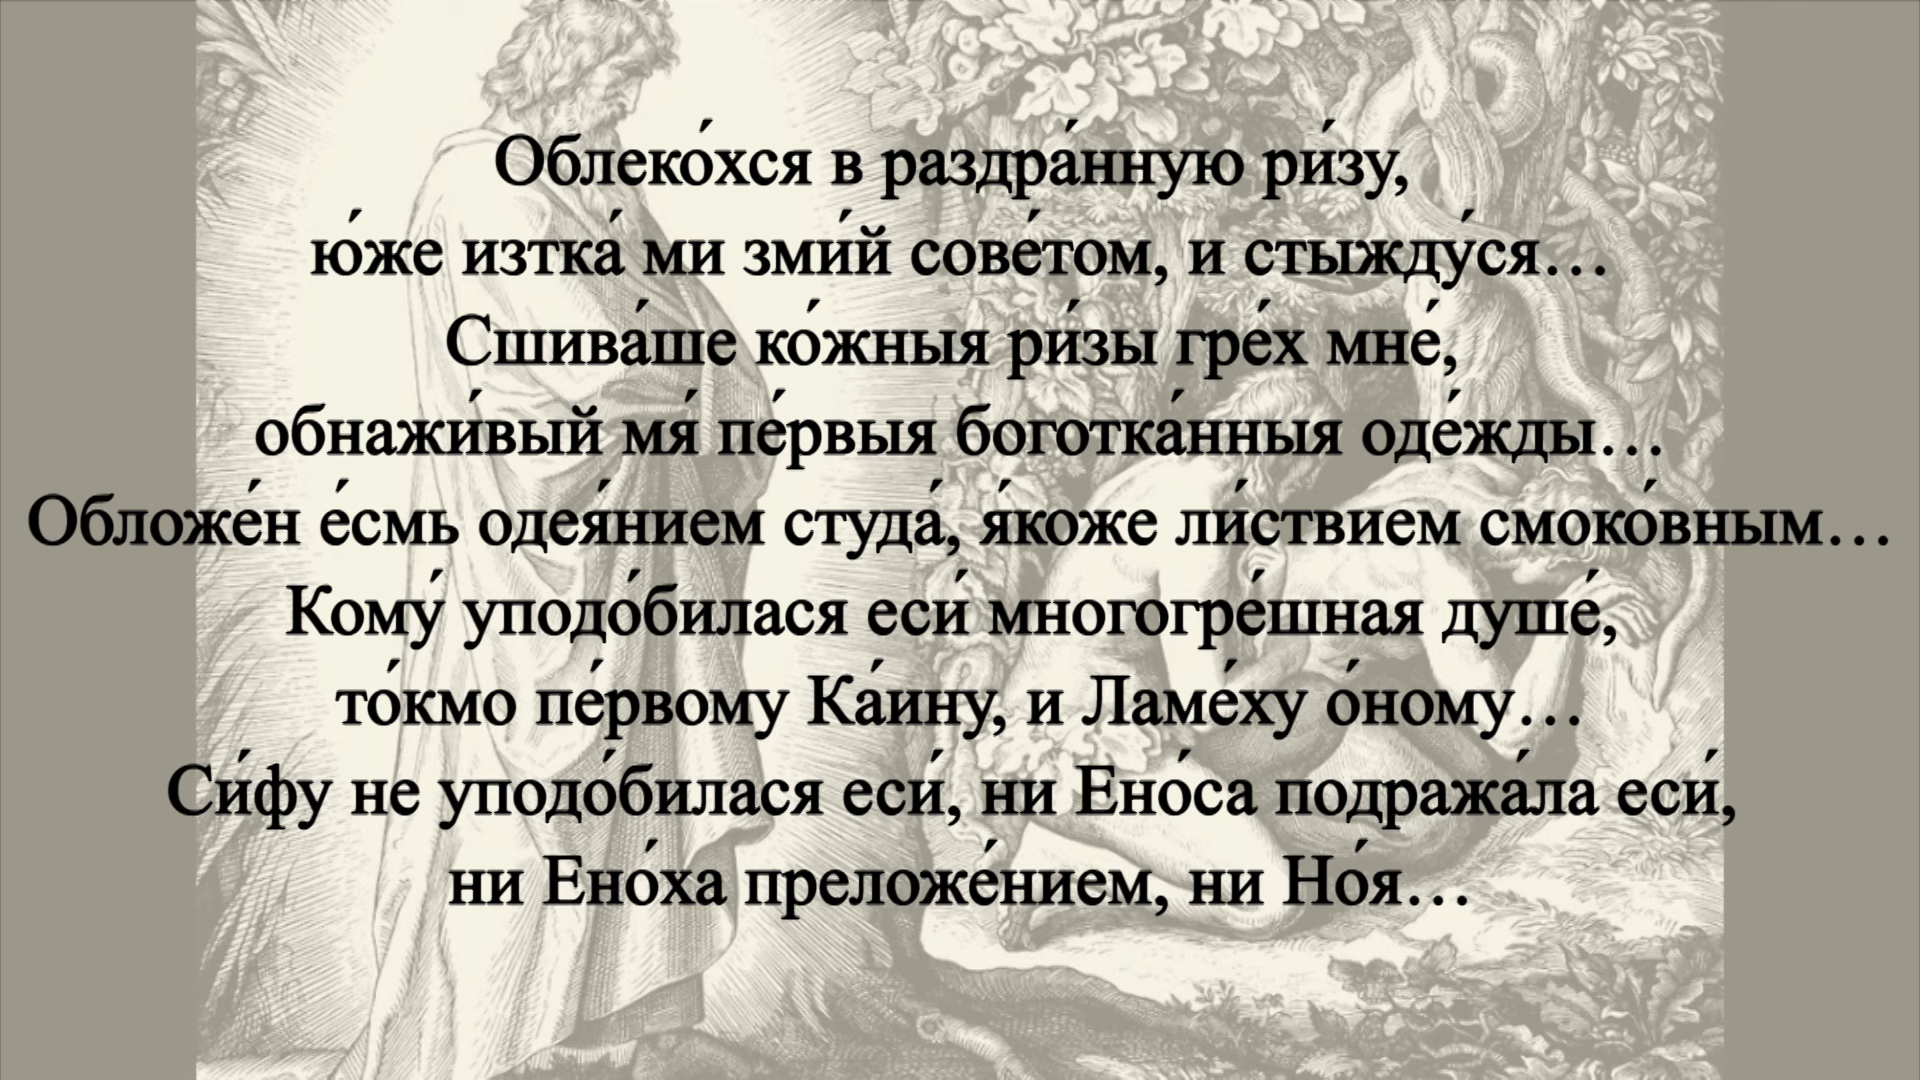 Облеко́хся в раздра́нную ри́зу,
ю́же изтка́ ми зми́й сове́том, и стыжду́ся…
Сшива́ше ко́жныя ри́зы гре́х мне́,
обнажи́вый мя́ пе́рвыя боготка́нныя оде́жды…
Обложе́н е́смь одея́нием студа́, я́коже ли́ствием смоко́вным…
Кому́ уподо́билася еси́ многогре́шная душе́,
то́кмо пе́рвому Ка́ину, и Ламе́ху о́ному…
Си́фу не уподо́билася еси́, ни Ено́са подража́ла еси́,
ни Ено́ха преложе́нием, ни Но́я…